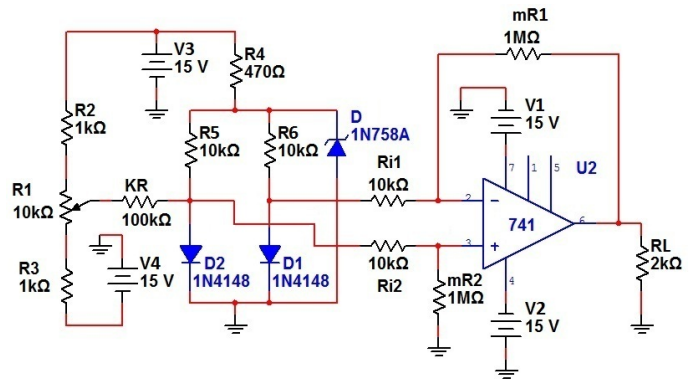 mR1
1MΩ
V3
15 V
R4
470Ω
R2
1kΩ
V1
15 V
D
1N758A
R5
10kΩ
R6
10kΩ
U2
7
1
5
Ri1
10kΩ
R1
10kΩ
KR
100kΩ
2
741
6
3
V4
15 V
D2
1N4148
D1
1N4148
10kΩ
Ri2
RL
2kΩ
R3
1kΩ
mR2
1MΩ
4
V2
15 V